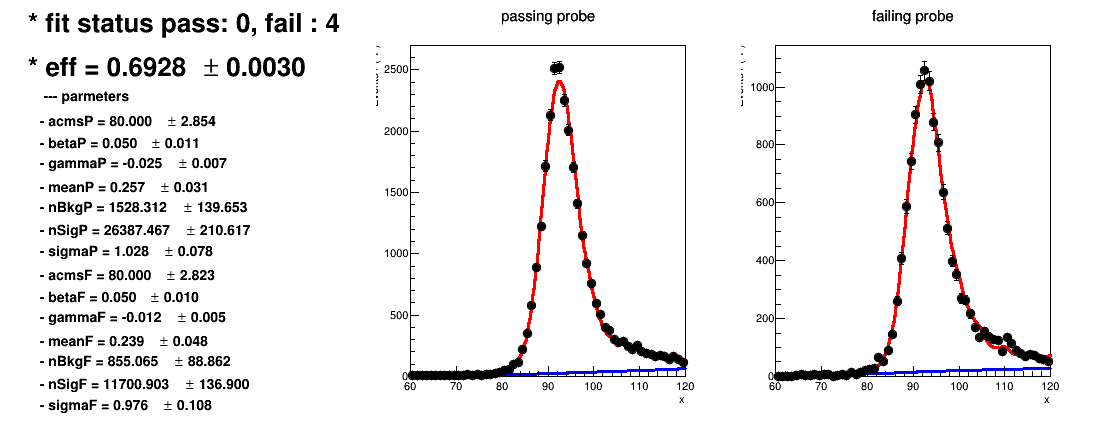 * fit status pass: 0, fail : 4
* eff = 0.6928 ± 0.0030
--- parmeters
- acmsP = 80.000 ± 2.854
- betaP = 0.050 ± 0.011
- gammaP = -0.025 ± 0.007
- meanP = 0.257 ± 0.031
- nBkgP = 1528.312 ± 139.653
- nSigP = 26387.467 ± 210.617
- sigmaP = 1.028 ± 0.078
- acmsF = 80.000 ± 2.823
- betaF = 0.050 ± 0.010
- gammaF = -0.012 ± 0.005
- meanF = 0.239 ± 0.048
- nBkgF = 855.065 ± 88.862
- nSigF = 11700.903 ± 136.900
- sigmaF = 0.976 ± 0.108
passing probe
2500
2000
1500
1000
500
0
60 70 80 90 100 110 120
x
failing probe
1000
800
600
400
200
0
60 70 80 90 100 110 120
x